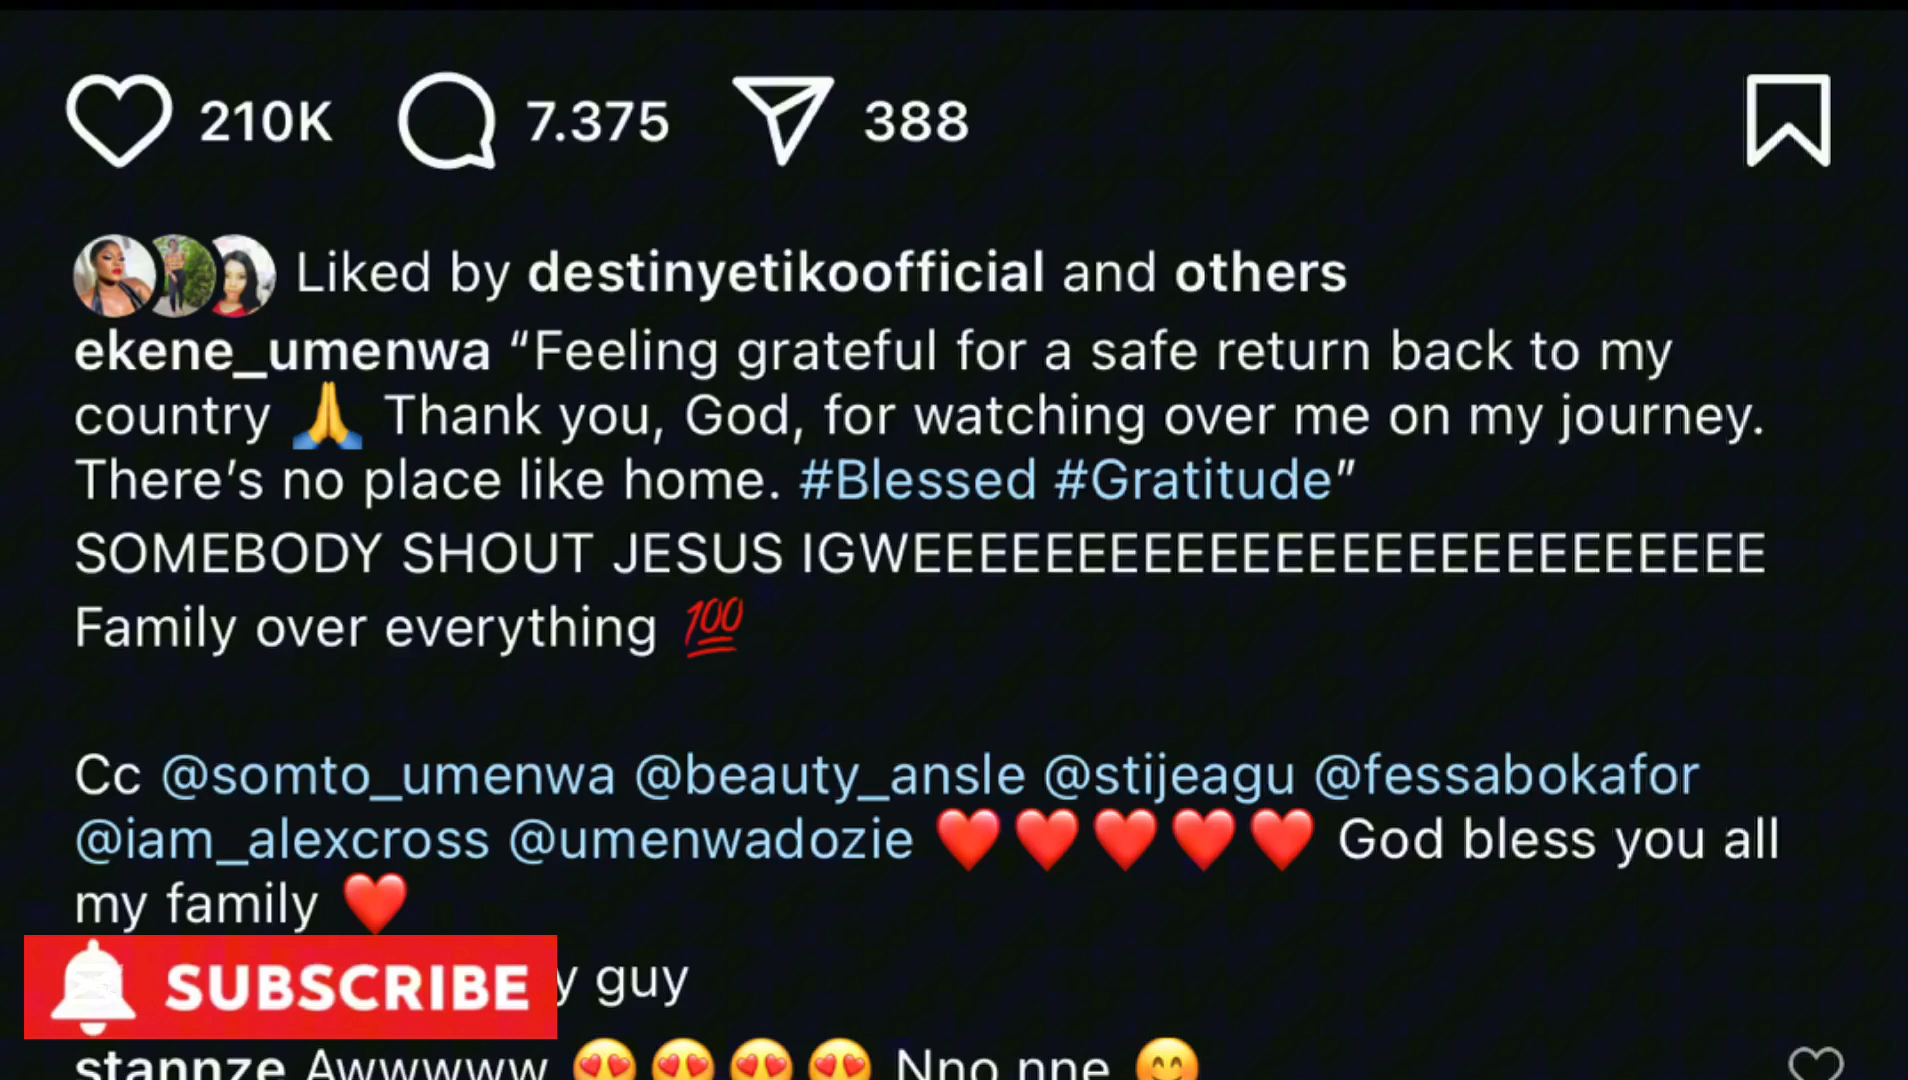 210K 7.375 388
Liked by destinyetikoofficial and others
ekene_umenwa “Feeling grateful for a safe return back to my
country 🙏 Thank you, God, for watching over me on my journey.
There’s no place like home. #Blessed #Gratitude”
SOMEBODY SHOUT JESUS IGWEEEEEEEEEEEEEEEEEEEEEEEEEE
Family over everything 💯
Cc @somto_umenwa @beauty_ansle @stijeagu @fessabokafor
@iam_alexcross @umenwadozie ❤️❤️❤️❤️❤️ God bless you all
my family ❤️
SUBSCRIBE y guy
stannze Awwwww 😍😍😍😍 Nno nne 😊